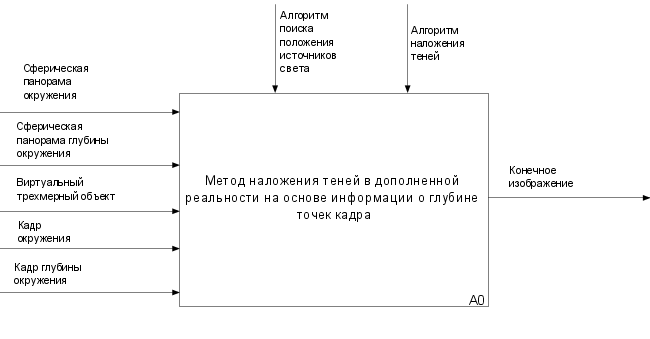 Алгоритм
поиска
положения
источников
света
Алгоритм
наложения
теней
Сферическая
панорама
окружения
Сферическая
панорама глубины
окружения
Виртуальный
трехмерный объект
Кадр
окружения
Кадр глубины
окружения
Метод наложения теней в дополненной
реальности на основе информации о глубине
точек кадра
Конечное
изображение
A0